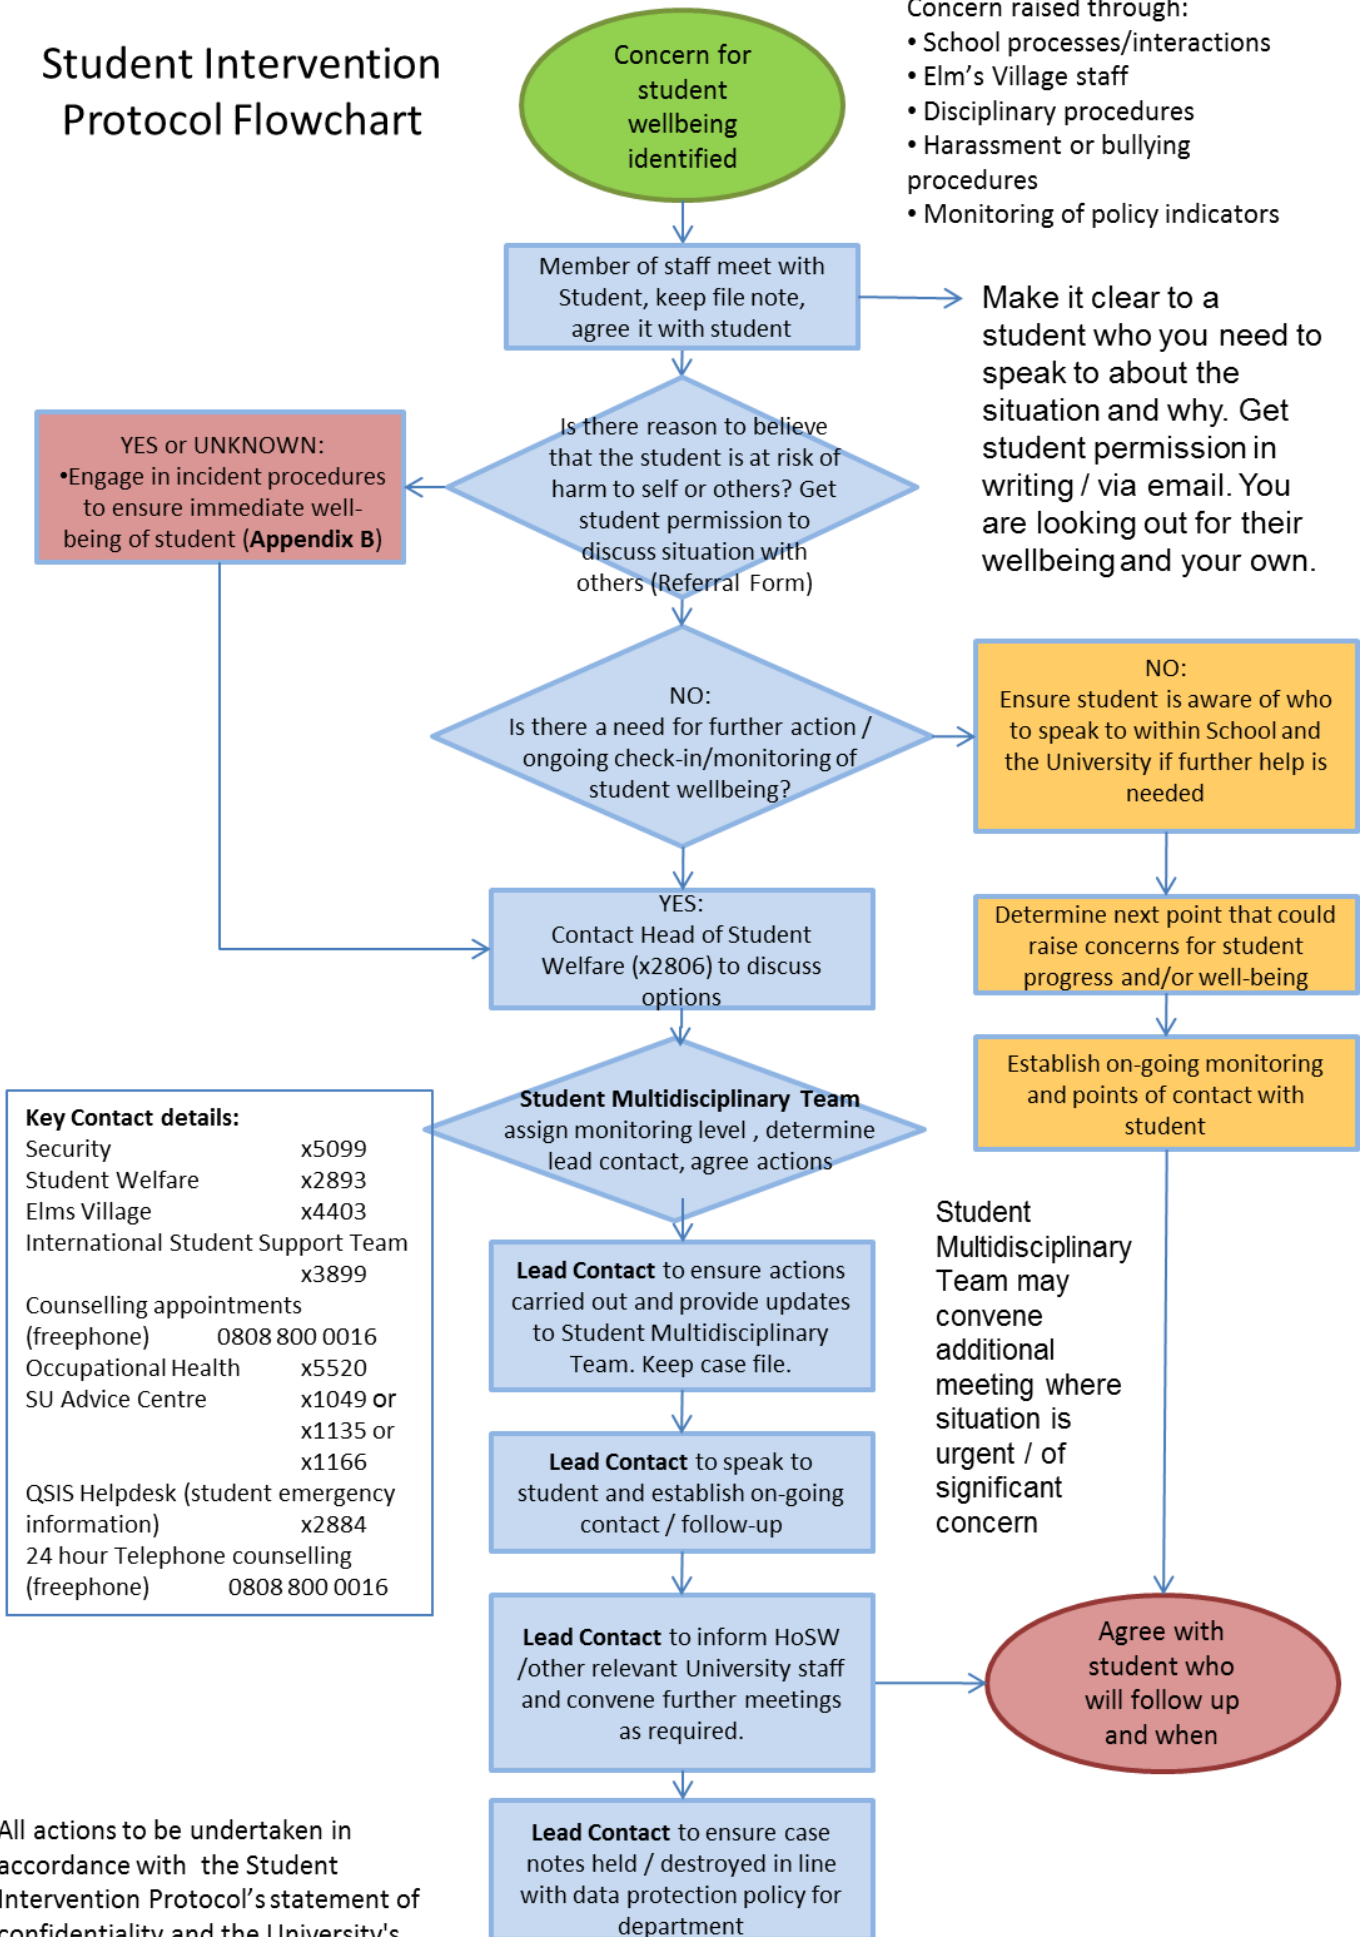 Student Intervention
Protocol Flowchart
Concern for
student
wellbeing
identified
Concern raised through:
• School processes/interactions
• Elm's Village staff
• Disciplinary procedures
• Harassment or bullying
procedures
• Monitoring of policy indicators
Member of staff meet with
Student, keep file note,
agree it with student
Make it clear to a
student who you need to
speak to about the
situation and why. Get
student permission in
writing / via email. You
are looking out for their
wellbeing and your own.
Is there reason to believe
that the student is at risk of
harm to self or others? Get
student permission to
discuss situation with
others (Referral Form)
YES or UNKNOWN:
•Engage in incident procedures
to ensure immediate well-
being of student (Appendix B)
NO:
Is there a need for further action /
ongoing check-in/monitoring of
student wellbeing?
NO:
Ensure student is aware of who
to speak to within School and
the University if further help is
needed
YES:
Contact Head of Student
Welfare (x2806) to discuss
options
Determine next point that could
raise concerns for student
progress and/or well-being
Establish on-going monitoring
and points of contact with
student
Student Multidisciplinary Team
assign monitoring level , determine
lead contact, agree actions
Key Contact details:
Security x5099
Student Welfare x2893
Elms Village x4403
International Student Support Team
x3899
Counselling appointments
(freephone) 0808 800 0016
Occupational Health x5520
SU Advice Centre x1049 or
x1135 or
x1166
QSIS Helpdesk (student emergency
information) x2884
24 hour Telephone counselling
(freephone) 0808 800 0016
Lead Contact to ensure actions
carried out and provide updates
to Student Multidisciplinary
Team. Keep case file.
Student
Multidisciplinary
Team may
convene
additional
meeting where
situation is
urgent / of
significant
concern
Lead Contact to speak to
student and establish on-going
contact / follow-up
Lead Contact to inform HoSW
/other relevant University staff
and convene further meetings
as required.
Agree with
student who
will follow up
and when
Lead Contact to ensure case
notes held / destroyed in line
with data protection policy for
department
All actions to be undertaken in
accordance with the Student
Intervention Protocol's statement of
confidentiality and the University's